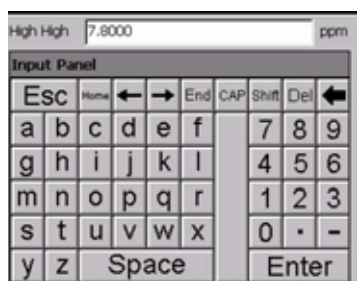 High High 7.8000 ppm
Input Panel
Esc Home ← → End CAP Shift Del ←
a b c d e f 7 8 9
g h i j k l 4 5 6
m n o p q r 1 2 3
s t u v w x 0 . -
y z Space Enter